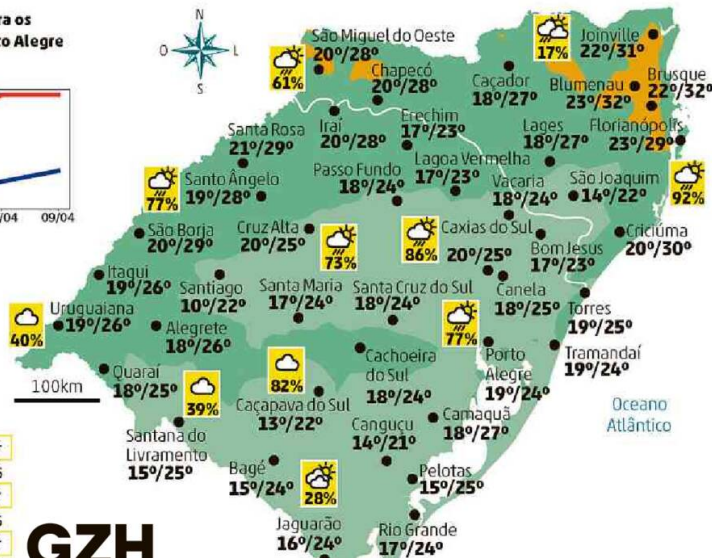 ra os
to Alegre
/04 09/04
N
O L
S
61%
São Miguel do Oeste
20º/28º
Chapecó
20º/28º
17%
Joinville
22º/31º
Caçador
18º/27º
Blumenau
23º/32º
Brusque
22º/32º
Iraí
20º/28º
Erechim
17º/23º
Lages
18º/27º
Florianópolis
23º/29º
92%
Santa Rosa
21º/29º
77%
Santo Ângelo
19º/28º
Passo Fundo
18º/24º
Lagoa Vermelha
17º/23º
Vacaria
18º/24º
São Joaquim
14º/22º
São Borja
20º/29º
Cruz Alta
20º/25º
73%
86%
Caxias do Sul
20º/25º
Bom Jesus
17º/23º
Criciúma
20º/30º
Itaqui
19º/26º
Santiago
10º/22º
Santa Maria
17º/24º
Santa Cruz do Sul
18º/24º
Canela
18º/25º
Torres
19º/25º
40%
Uruguaiana
19º/26º
Alegrete
18º/26º
77%
Porto
Alegre
19º/24º
Tramandaí
19º/24º
Quaraí
18º/25º
82%
Cachoeira
do Sul
18º/24º
100km
39%
Caçapava do Sul
13º/22º
Camaquã
18º/27º
Oceano
Atlântico
Santana do
Livramento
15º/25º
Canguçu
14º/21º
Bagé
15º/24º
28%
Pelotas
15º/25º
Jaguarão
16º/24º
Rio Grande
17º/24º
GZH